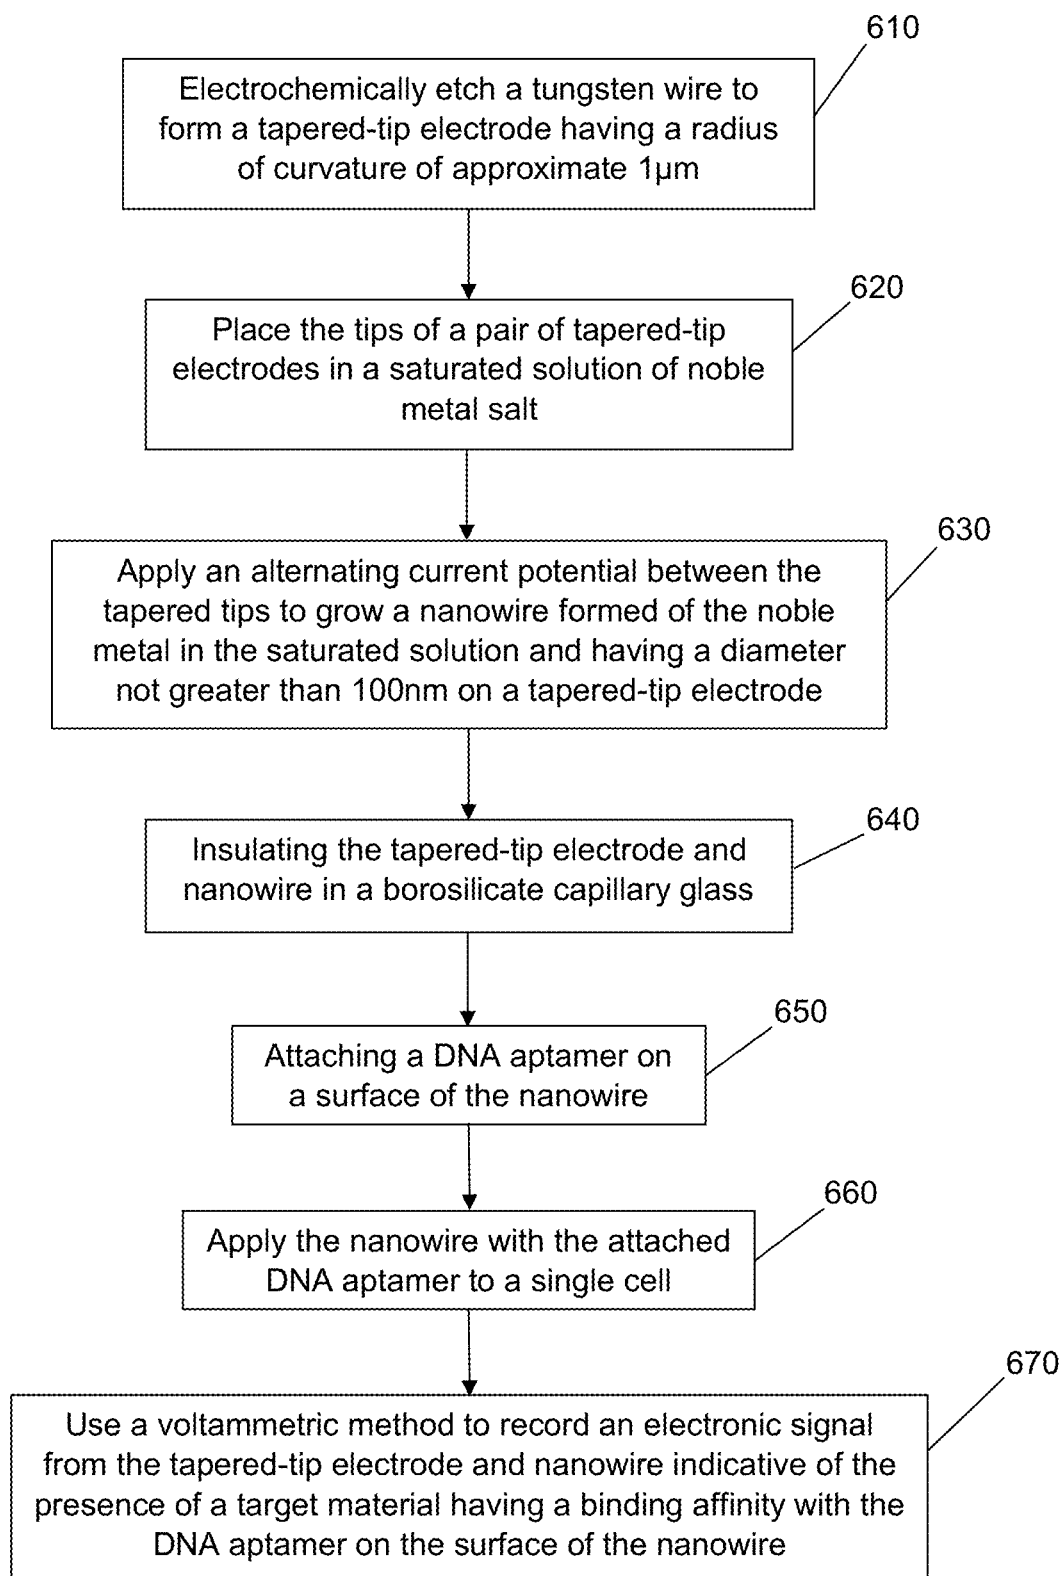 610
Electrochemically etch a tungsten wire to
form a tapered-tip electrode having a radius
of curvature of approximate 1µm
620
Place the tips of a pair of tapered-tip
electrodes in a saturated solution of noble
metal salt
630
Apply an alternating current potential between the
tapered tips to grow a nanowire formed of the noble
metal in the saturated solution and having a diameter
not greater than 100nm on a tapered-tip electrode
640
Insulating the tapered-tip electrode and
nanowire in a borosilicate capillary glass
650
Attaching a DNA aptamer on
a surface of the nanowire
660
Apply the nanowire with the attached
DNA aptamer to a single cell
670
Use a voltammetric method to record an electronic signal
from the tapered-tip electrode and nanowire indicative of the
presence of a target material having a binding affinity with the
DNA aptamer on the surface of the nanowire